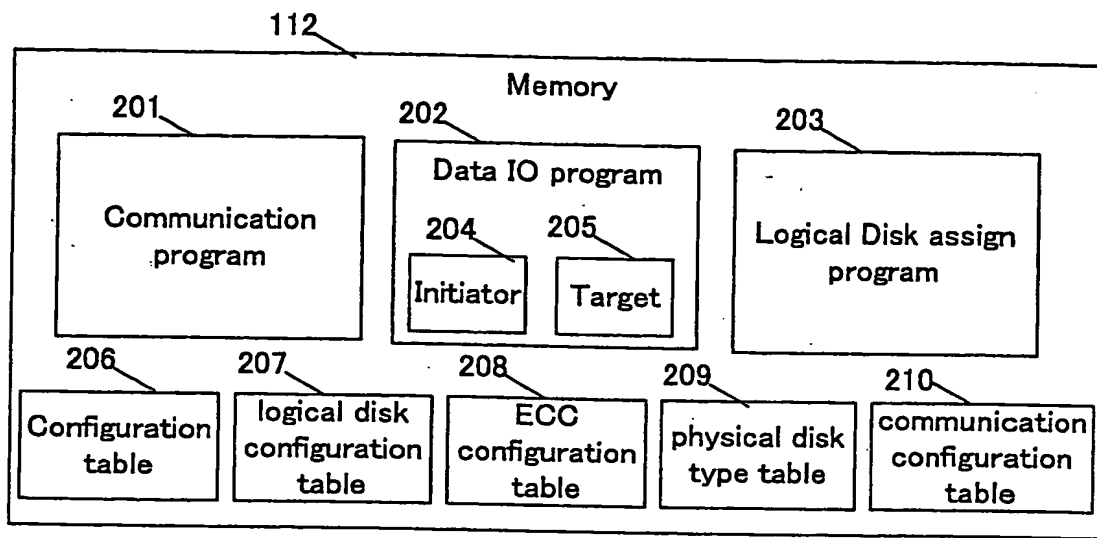 112
Memory
201
202
203
Communication
program
Data IO program
204
205
Initiator
Target
Logical Disk assign
program
206
207
208
209
210
Configuration
table
logical disk
configuration
table
ECC
configuration
table
physical disk
type table
communication
configuration
table